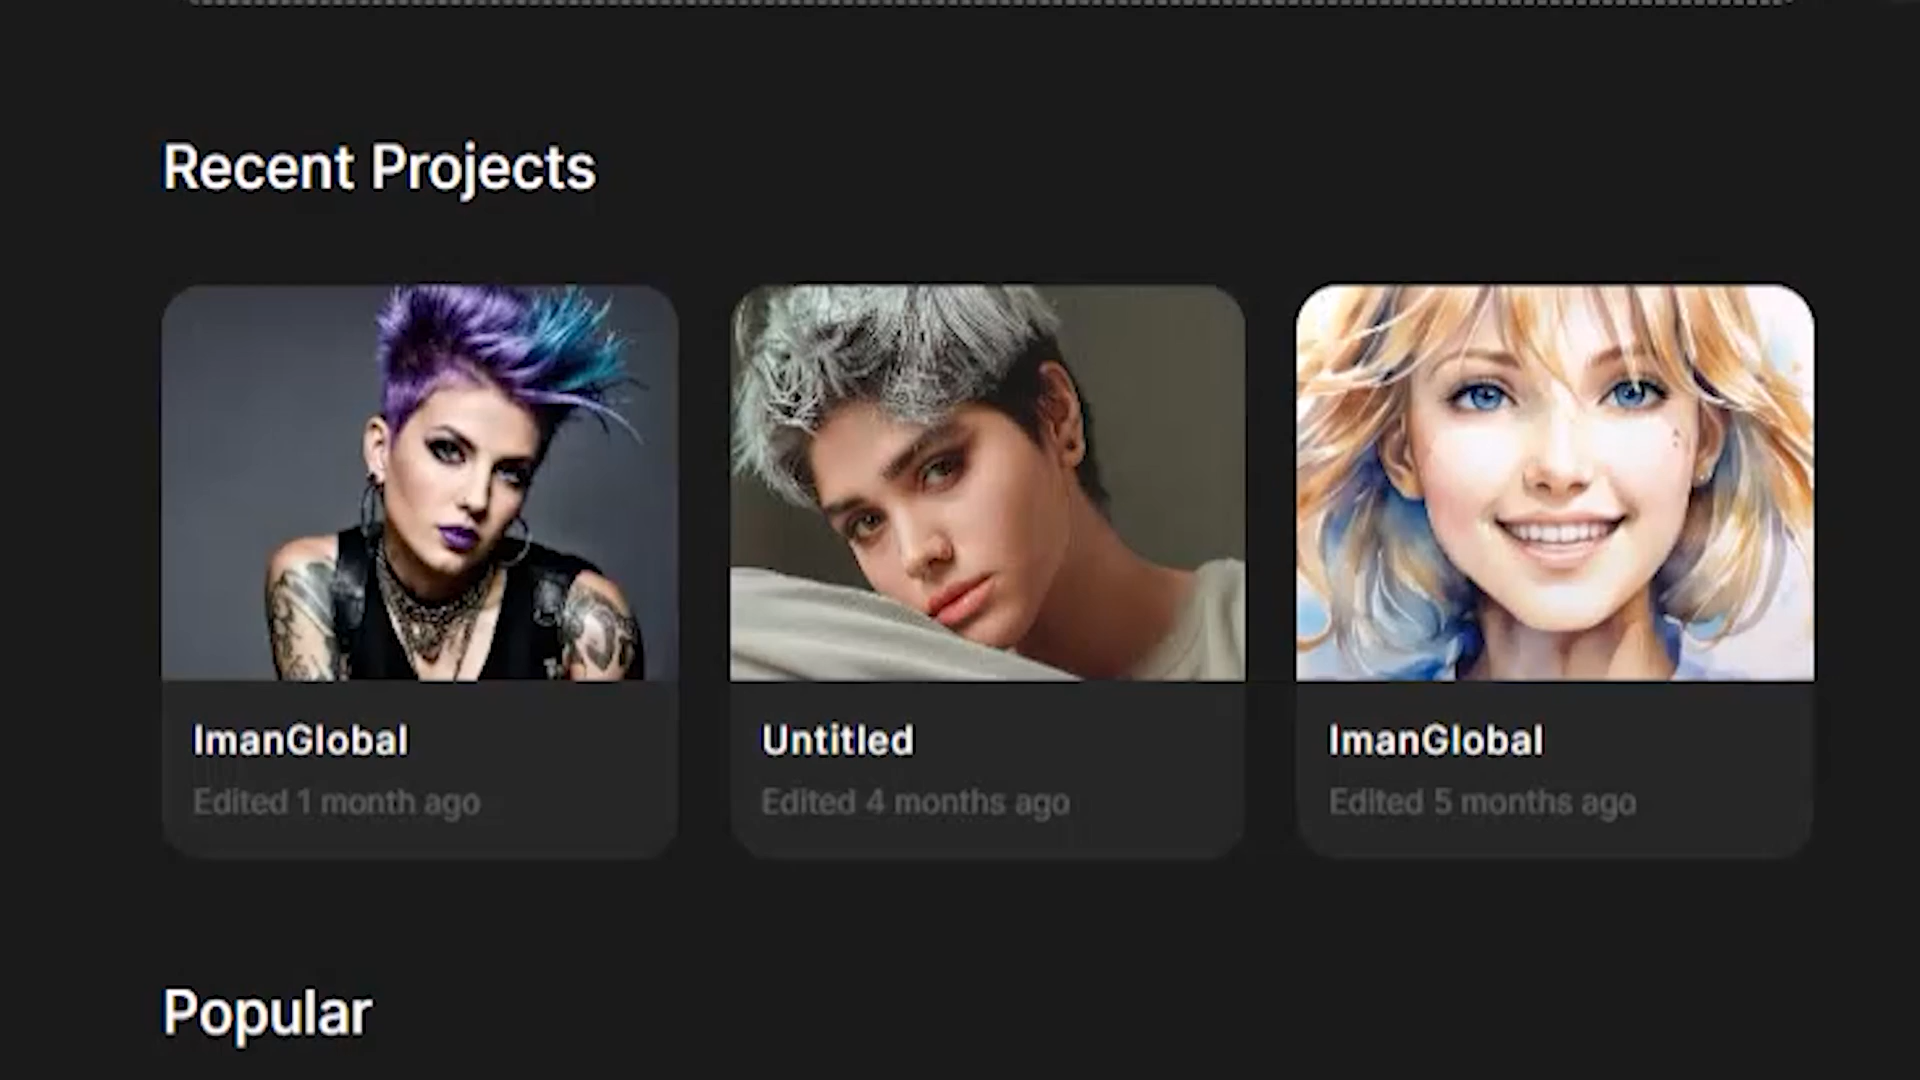 Recent Projects
ImanGlobal
Edited 1 month ago
Untitled
Edited 4 months ago
ImanGlobal
Edited 5 months ago
Popular